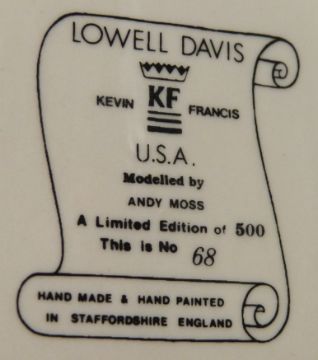 LOWELL DAVIS
KEVIN KF FRANCIS
U.S.A.
Modelled by
ANDY MOSS
A Limited Edition of 500
This is No 68
HAND MADE & HAND PAINTED
IN STAFFORDSHIRE ENGLAND